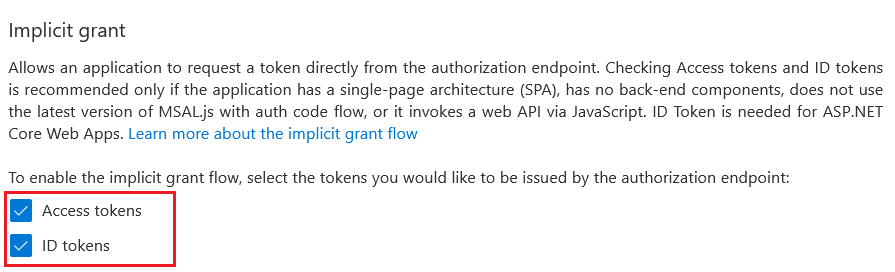 Implicit grant
Allows an application to request a token directly from the authorization endpoint. Checking Access tokens and ID tokens
is recommended only if the application has a single-page architecture (SPA), has no back-end components, does not use
the latest version of MSAL.js with auth code flow, or it invokes a web API via JavaScript. ID Token is needed for ASP.NET
Core Web Apps. Learn more about the implicit grant flow
To enable the implicit grant flow, select the tokens you would like to be issued by the authorization endpoint:
Access tokens
ID tokens